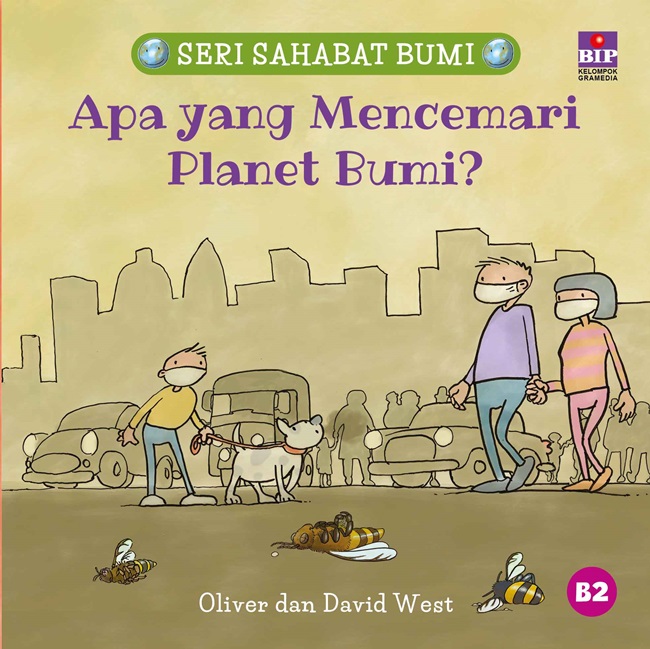 SERI SAHABAT BUMI
BIP
KELOMPOK
GRAMEDIA
Apa yang Mencemari
Planet Bumi?
Oliver dan David West
B2